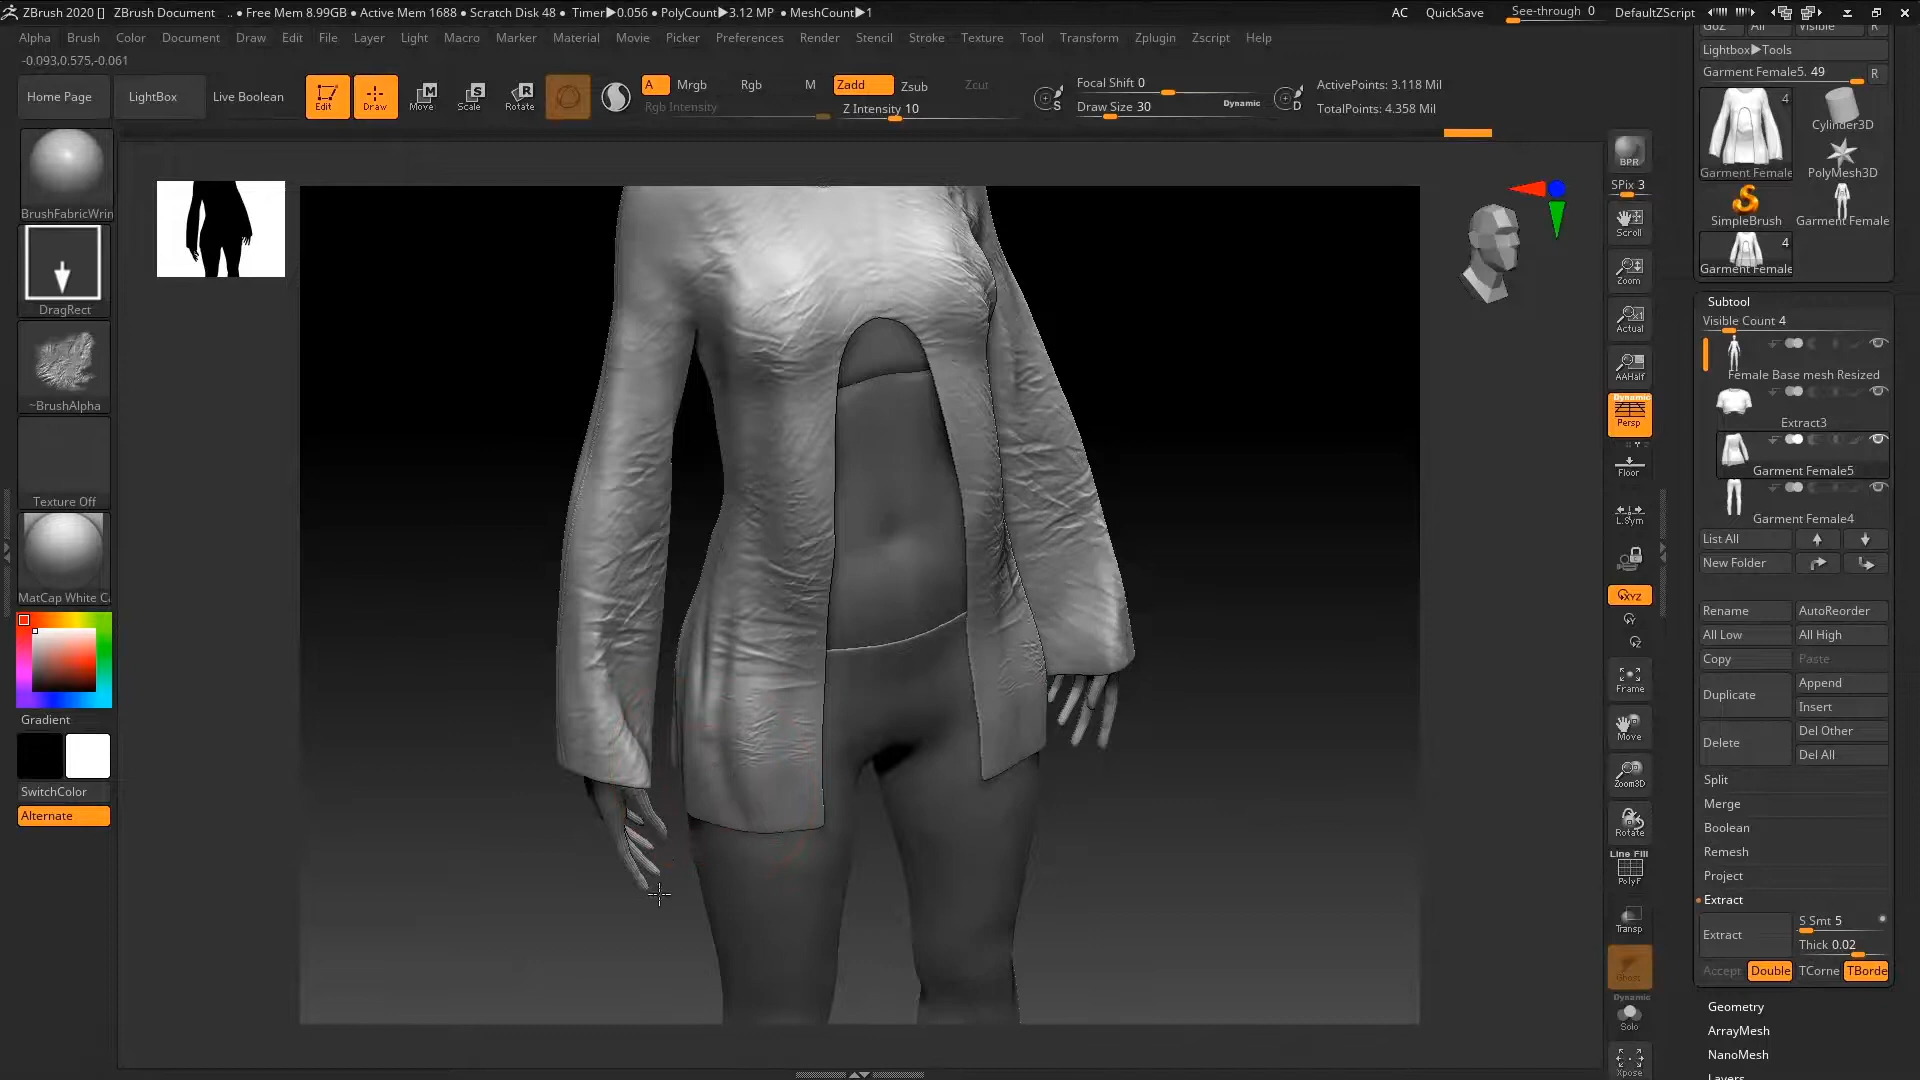 ZBrush 2020 [] ZBrush Document .. ● Free Mem 8.99GB ● Active Mem 1688 ● Scratch Disk 48 ● Timer▶0.056 ● PolyCount▶3.12 MP ● MeshCount▶1 AC QuickSave See-through 0 DefaultZScript
Alpha Brush Color Document Draw Edit File Layer Light Macro Marker Material Movie Picker Preferences Render Stencil Stroke Texture Tool Transform Zplugin Zscript Help
-0.093,0.575,-0.061
Home Page LightBox Live Boolean Edit Draw Move Scale Rotate A Mrgb Rgb M Zadd Zsub Zcut
Rgb Intensity Z Intensity 10
Focal Shift 0
Draw Size 30 Dynamic
S D
ActivePoints: 3.118 Mil
TotalPoints: 4.358 Mil
BrushFabricWrin
DragRect
~BrushAlpha
Texture Off
MatCap White C
Gradient
SwitchColor
Alternate
BPR
SPix 3
Scroll
Zoom
Actual
AAHalf
Dynamic
Persp
Floor
L.Sym
XYZ
Frame
Move
Zoom3D
Rotate
Line Fill
PolyF
Transp
Ghost
Dynamic
Solo
Xpose
GoZ All Visible R
Lightbox▶Tools
Garment Female5. 49 R
4
Garment Female
Cylinder3D
PolyMesh3D
SimpleBrush
Garment Female
4
Garment Female
Subtool
Visible Count 4
Female Base mesh Resized
Extract3
Garment Female5
Garment Female4
List All
New Folder
Rename AutoReorder
All Low All High
Copy Paste
Duplicate Append
Insert
Delete Del Other
Del All
Split
Merge
Boolean
Remesh
Project
Extract
Extract S Smt 5
Thick 0.02
Accept Double TCorne TBorde
Geometry
ArrayMesh
NanoMesh
Layers